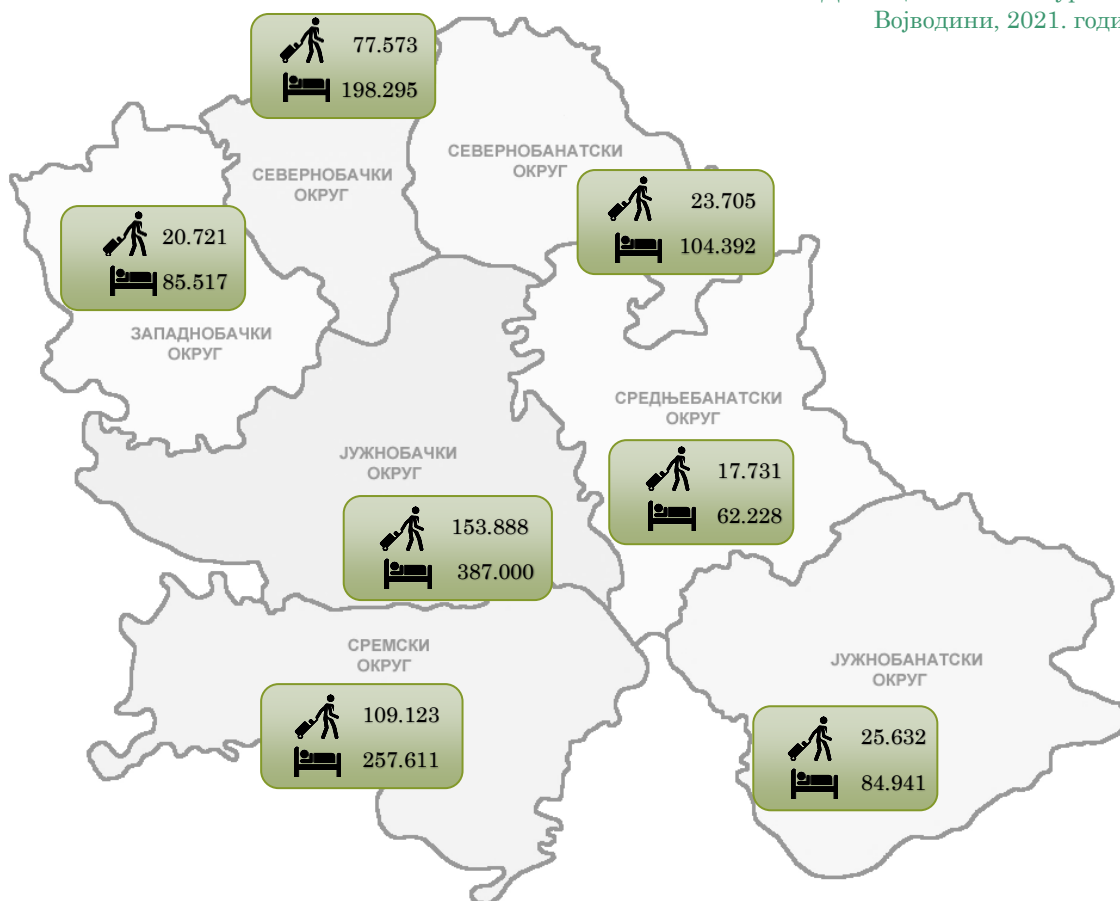 Војводини, 2021. годи
77.573
198.295
СЕВЕРНОБАНАТСКИ
ОКРУГ
СЕВЕРНОБАЧКИ
ОКРУГ
23.705
104.392
20.721
85.517
ЗАПАДНОБАЧКИ
ОКРУГ
СРЕДЊЕБАНАТСКИ
ОКРУГ
ЈУЖНОБАЧКИ
ОКРУГ
17.731
62.228
153.888
387.000
СРЕМСКИ
ОКРУГ
ЈУЖНОБАНАТСКИ
ОКРУГ
109.123
257.611
25.632
84.941